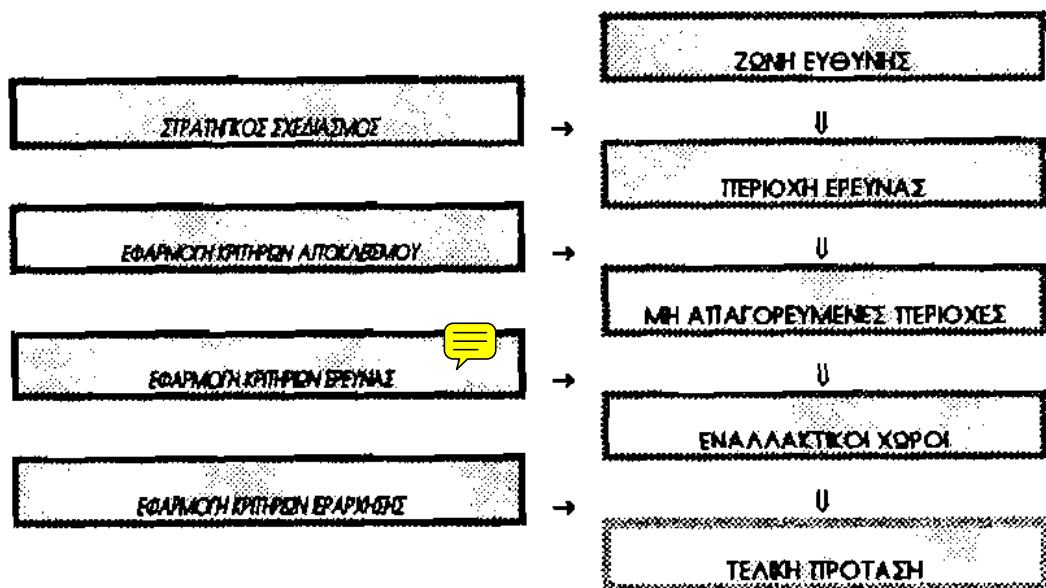 ΖΩΝΗ ΕΥΘΥΝΗΣ
ΣΤΡΑΤΗΓΙΚΟΣ ΣΧΕΔΙΑΣΜΟΣ → ⇓
ΠΕΡΙΟΧΗ ΕΡΕΥΝΑΣ
ΕΦΑΡΜΟΓΗ ΚΡΙΤΗΡΙΩΝ ΑΠΟΚΛΕΙΣΜΟΥ → ⇓
ΜΗ ΑΠΑΓΟΡΕΥΜΕΝΕΣ ΠΕΡΙΟΧΕΣ
ΕΦΑΡΜΟΓΗ ΚΡΙΤΗΡΙΩΝ ΕΡΕΥΝΑΣ → ⇓
ΕΝΑΛΛΑΚΤΙΚΟΙ ΧΩΡΟΙ
ΕΦΑΡΜΟΓΗ ΚΡΙΤΗΡΙΩΝ ΙΕΡΑΡΧΗΣΗΣ → ⇓
ΤΕΛΙΚΗ ΠΡΟΤΑΣΗ